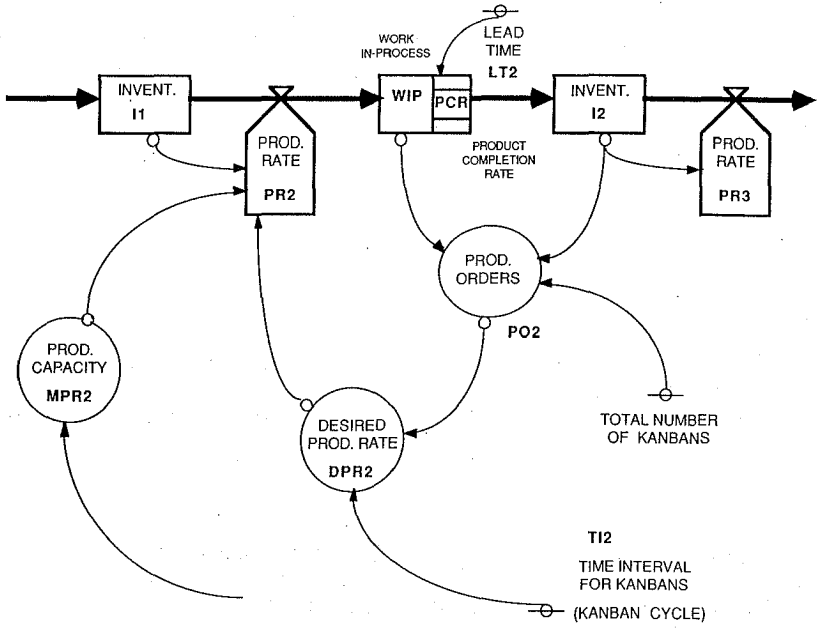 LEAD
TIME
LT2
WORK
IN-PROCESS
INVENT.
I1
WIP
PCR
INVENT.
I2
PROD.
RATE
PR2
PRODUCT
COMPLETION
RATE
PROD.
RATE
PR3
PROD.
ORDERS
PO2
PROD.
CAPACITY
MPR2
TOTAL NUMBER
OF KANBANS
DESIRED
PROD. RATE
DPR2
TI2
TIME INTERVAL
FOR KANBANS
(KANBAN CYCLE)